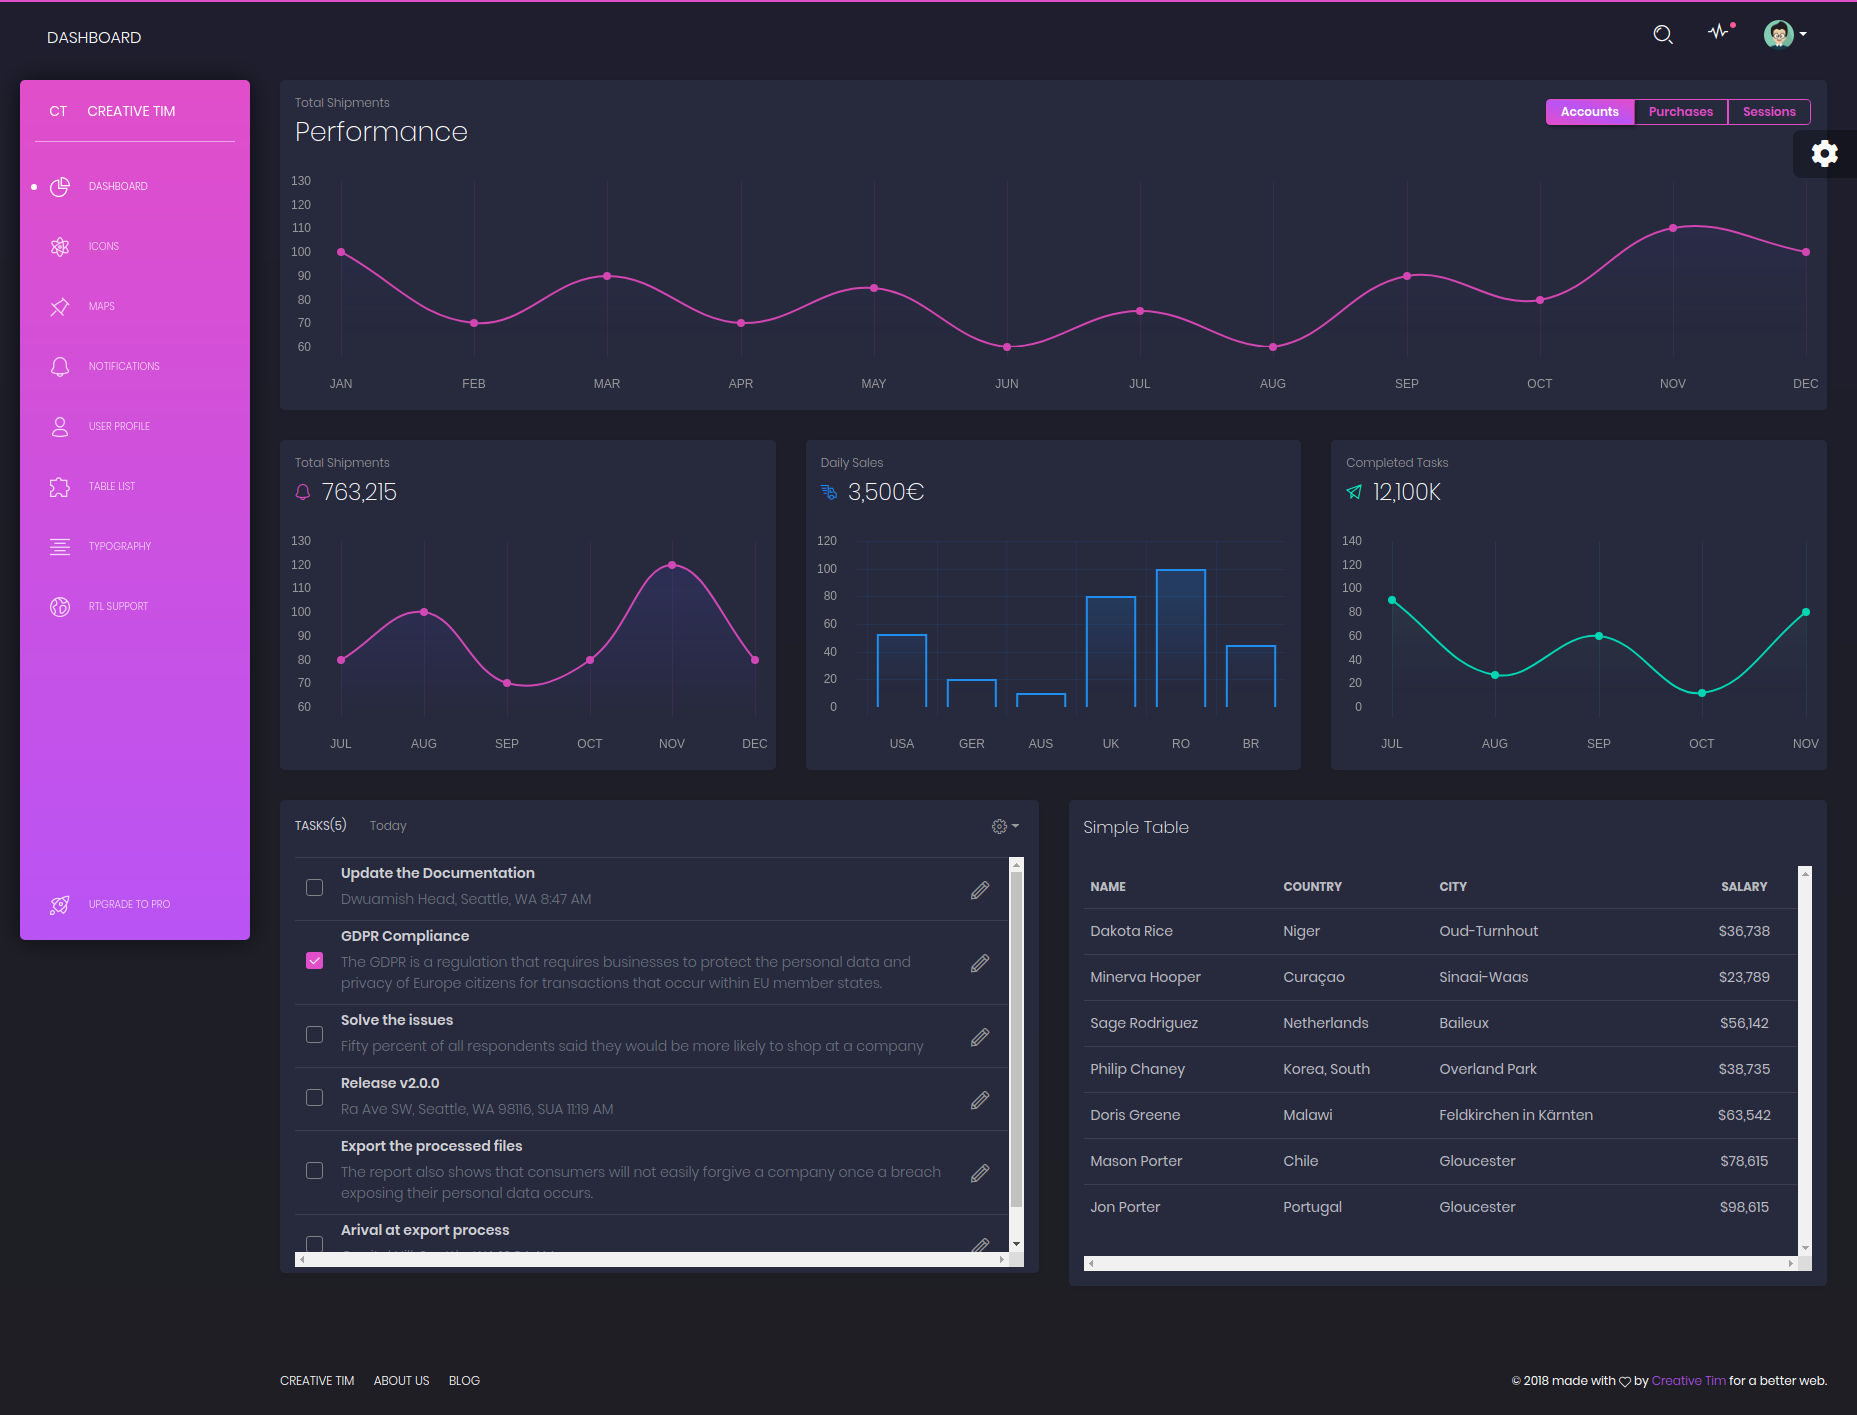 DASHBOARD
CT CREATIVE TIM
DASHBOARD
ICONS
MAPS
NOTIFICATIONS
USER PROFILE
TABLE LIST
TYPOGRAPHY
RTL SUPPORT
UPGRADE TO PRO
Total Shipments
Performance
Accounts Purchases Sessions
130
120
110
100
90
80
70
60
JAN FEB MAR APR MAY JUN JUL AUG SEP OCT NOV DEC
Total Shipments
763,215
130
120
110
100
90
80
70
60
JUL AUG SEP OCT NOV DEC
Daily Sales
3,500€
120
100
80
60
40
20
0
USA GER AUS UK RO BR
Completed Tasks
12,100K
140
120
100
80
60
40
20
0
JUL AUG SEP OCT NOV
TASKS(5) Today
Update the Documentation
Dwuamish Head, Seattle, WA 8:47 AM
GDPR Compliance
The GDPR is a regulation that requires businesses to protect the personal data and
privacy of Europe citizens for transactions that occur within EU member states.
Solve the issues
Fifty percent of all respondents said they would be more likely to shop at a company
Release v2.0.0
Ra Ave SW, Seattle, WA 98116, SUA 11:19 AM
Export the processed files
The report also shows that consumers will not easily forgive a company once a breach
exposing their personal data occurs.
Arival at export process
Simple Table
NAME COUNTRY CITY SALARY
Dakota Rice Niger Oud-Turnhout $36,738
Minerva Hooper Curaçao Sinaai-Waas $23,789
Sage Rodriguez Netherlands Baileux $56,142
Philip Chaney Korea, South Overland Park $38,735
Doris Greene Malawi Feldkirchen in Kärnten $63,542
Mason Porter Chile Gloucester $78,615
Jon Porter Portugal Gloucester $98,615
CREATIVE TIM ABOUT US BLOG
© 2018 made with by Creative Tim for a better web.